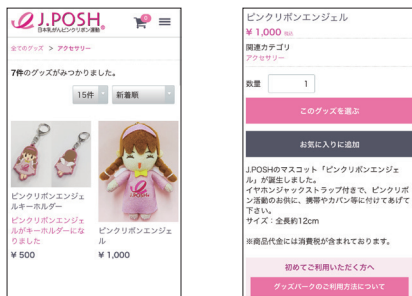 J.POSH
日本乳がんピンクリボン運動
全てのグッズ > アクセサリー
7件のグッズがみつかりました。
15件 新着順
ピンクリボンエンジェ
ルキーホルダー
ピンクリボンエンジェ
ルがキーホルダーにな
りました
¥ 500
ピンクリボンエンジェ
ル
¥ 1,000
ピンクリボンエンジェル
¥ 1,000 税込
関連カテゴリ
アクセサリー
数量 1
このグッズを選ぶ
お気に入りに追加
J.POSHのマスコット「ピンクリボンエンジェ
ル」が誕生しました。
イヤホンジャックストラップ付きで、ピンクリボ
ン活動のお供に、携帯やカバン等に付けてあげて
下さい。
サイズ：全長約12cm
※商品代金には消費税が含まれております。
初めてご利用いただく方へ
グッズパークのご利用方法について